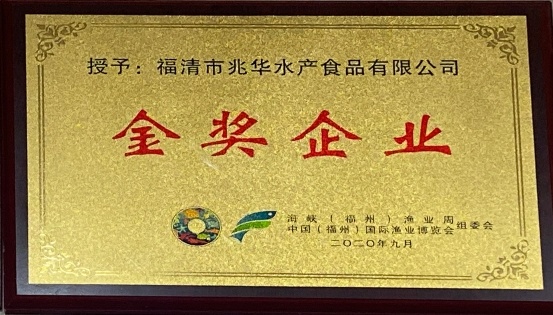 授予：福清市兆华水产食品有限公司
金奖企业
海峡（福州）渔业周
中国（福州）国际渔业博览会 组委会
二〇二〇年九月